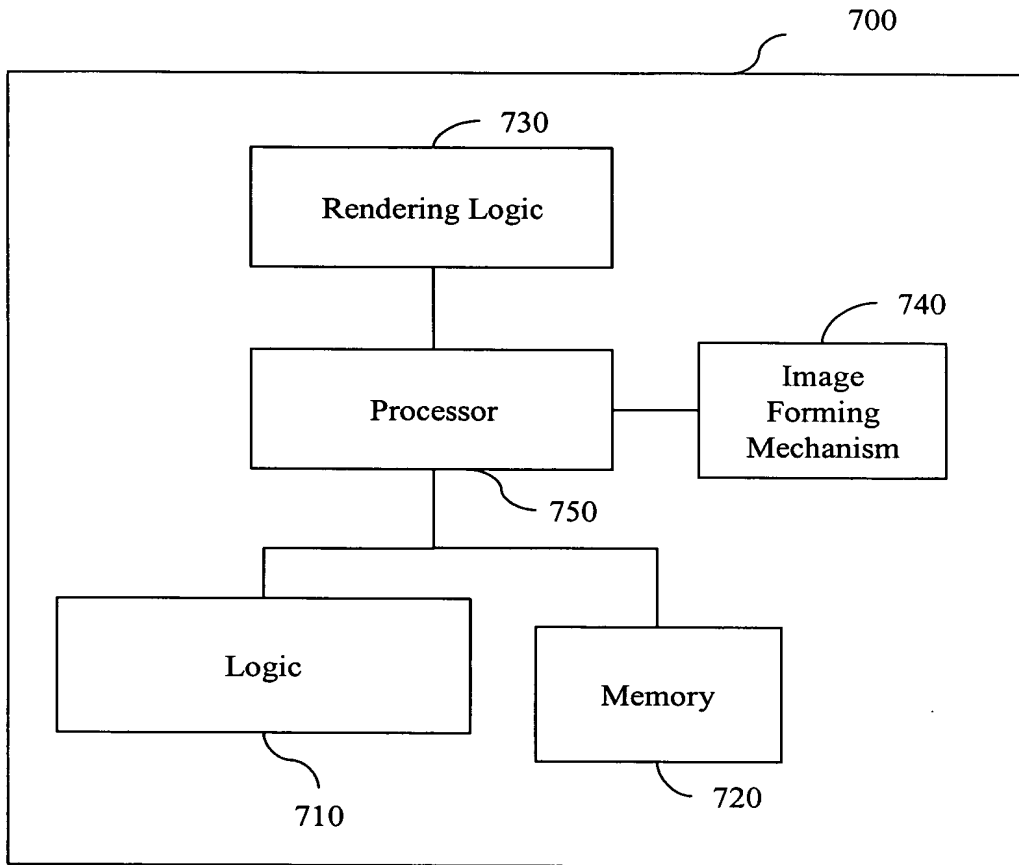 700
730
Rendering Logic
740
Image
Forming
Mechanism
Processor
750
Logic
Memory
710
720